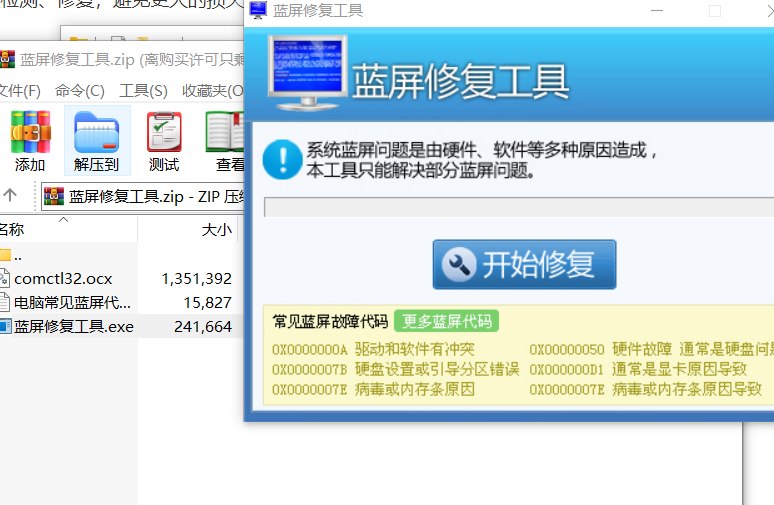 检测、修复，避免更大的损失
蓝屏修复工具.zip (离购买许可只剩
文件(F) 命令(C) 工具(S) 收藏夹(O
添加 解压到 测试 查看
蓝屏修复工具.zip - ZIP 压缩
名称 大小
..
comctl32.ocx 1,351,392
电脑常见蓝屏代... 15,827
蓝屏修复工具.exe 241,664
蓝屏修复工具
蓝屏修复工具
系统蓝屏问题是由硬件、软件等多种原因造成，
本工具只能解决部分蓝屏问题。
开始修复
常见蓝屏故障代码 更多蓝屏代码
0X0000000A 驱动和软件有冲突 0X00000050 硬件故障 通常是硬盘问题
0X0000007B 硬盘设置或引导分区错误 0X000000D1 通常是显卡原因导致
0X0000007E 病毒或内存条原因 0X0000007E 病毒或内存条原因导致